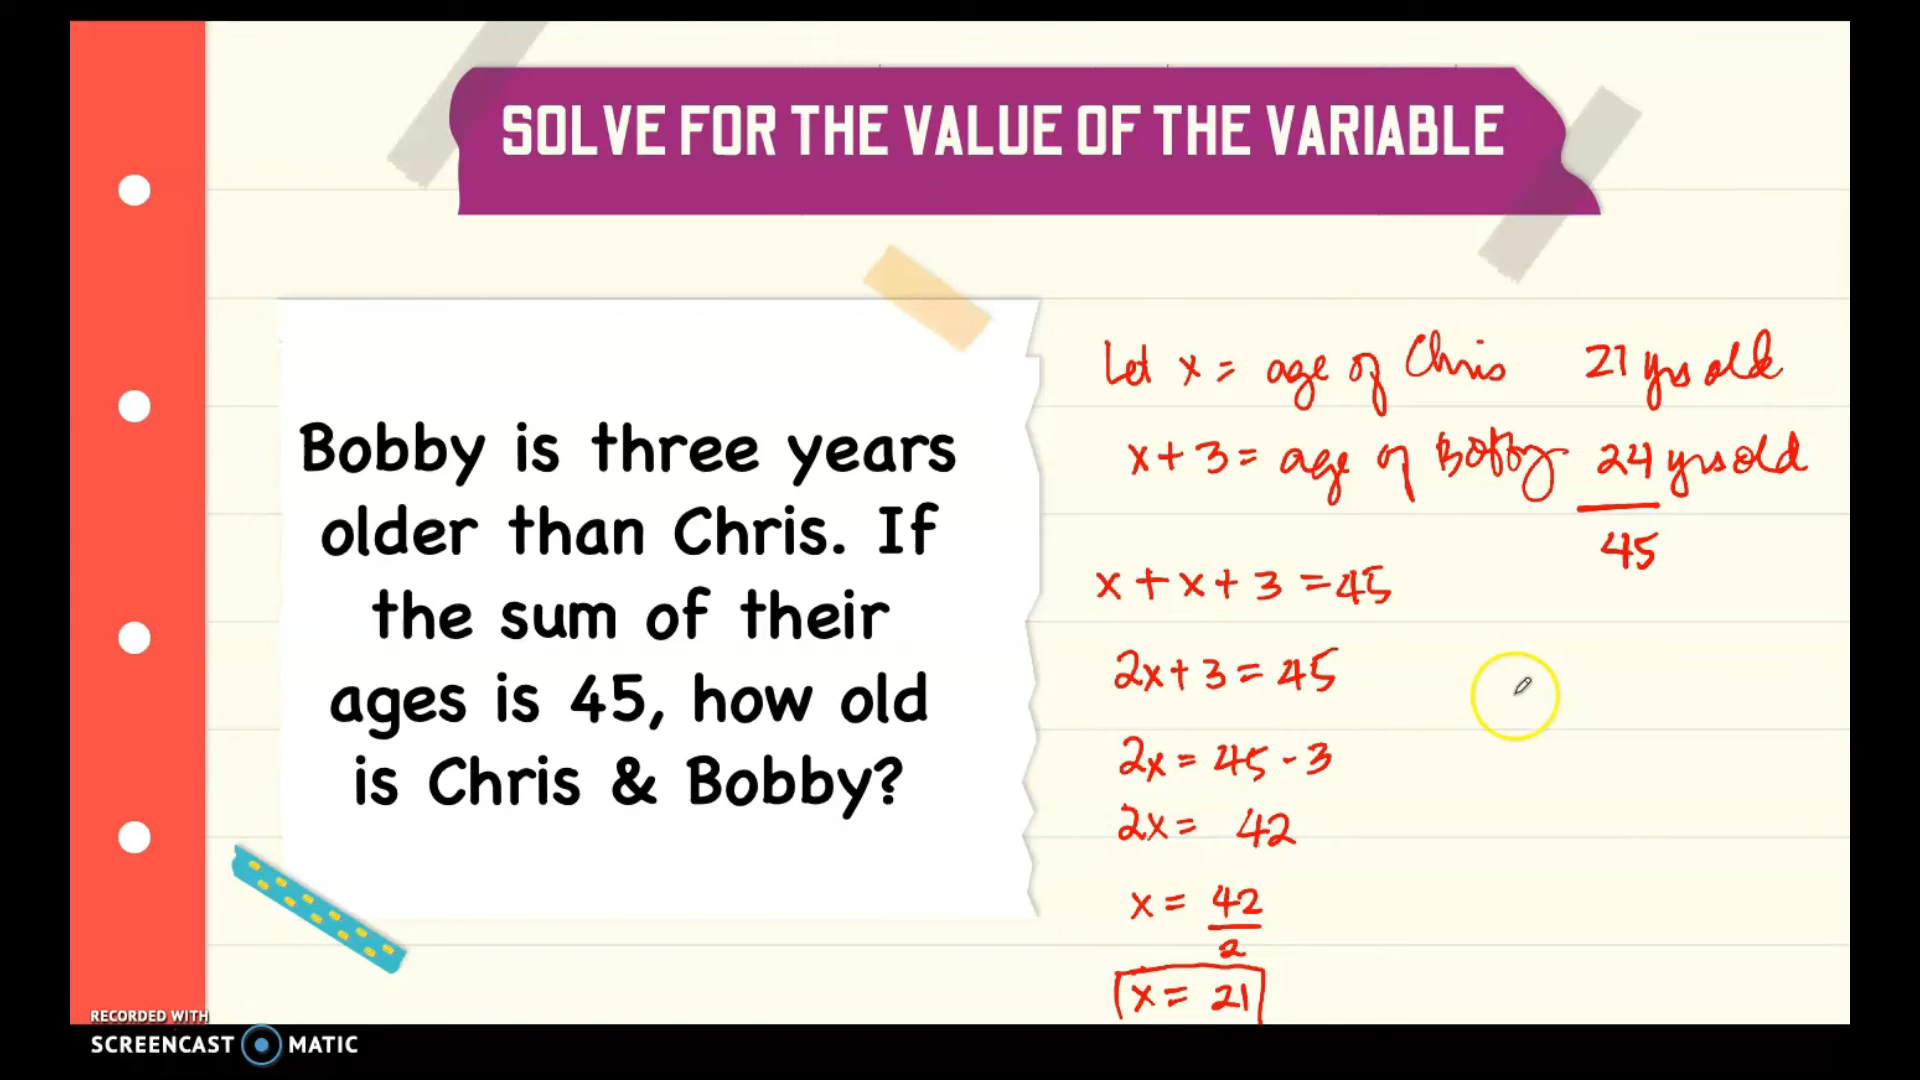 SOLVE FOR THE VALUE OF THE VARIABLE
Bobby is three years
older than Chris. If
the sum of their
ages is 45, how old
is Chris & Bobby?
Let x = age of Chris 21 yrs old
x + 3 = age of Bobby 24 yrs old
45
x + x + 3 = 45
2x + 3 = 45
2x = 45 - 3
2x = 42
x = 42
2
x = 21
RECORDED WITH
SCREENCAST MATIC